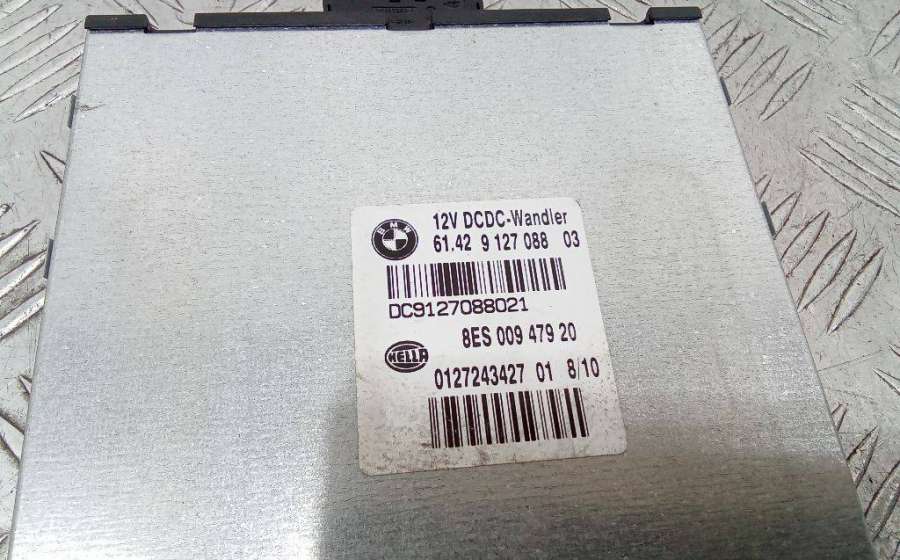 BMW
12V DCDC-Wandler
61.42 9 127 088 03
DC9127088021
8ES 009 479 20
HELLA
0127243427 01 8/10